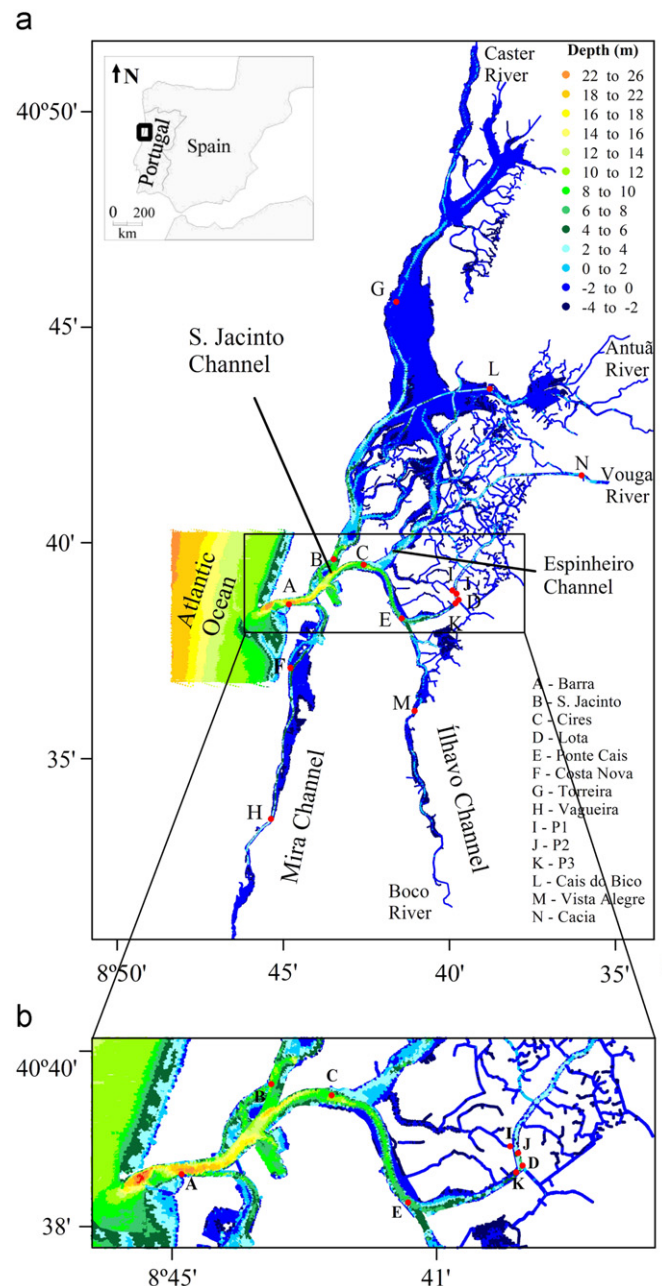 a
Caster
River
Depth (m)
22 to 26
18 to 22
16 to 18
14 to 16
12 to 14
10 to 12
8 to 10
6 to 8
4 to 6
2 to 4
0 to 2
-2 to 0
-4 to -2
N
Portugal
Spain
0 200
km
40º50'
45'
40'
35'
G
S. Jacinto
Channel
L
Antuã
River
N
Vouga
River
Atlantic
Ocean
B
C
A
Espinheiro
Channel
I
J
D
E
K
F
M
H
Mira Channel
Ílhavo Channel
Boco
River
A - Barra
B - S. Jacinto
C - Cires
D - Lota
E - Ponte Cais
F - Costa Nova
G - Torreira
H - Vagueira
I - P1
J - P2
K - P3
L - Cais do Bico
M - Vista Alegre
N - Cacia
8º50'
45'
40'
35'
b
40º40'
38'
B
C
A
I
J
D
K
E
8º45'
41'